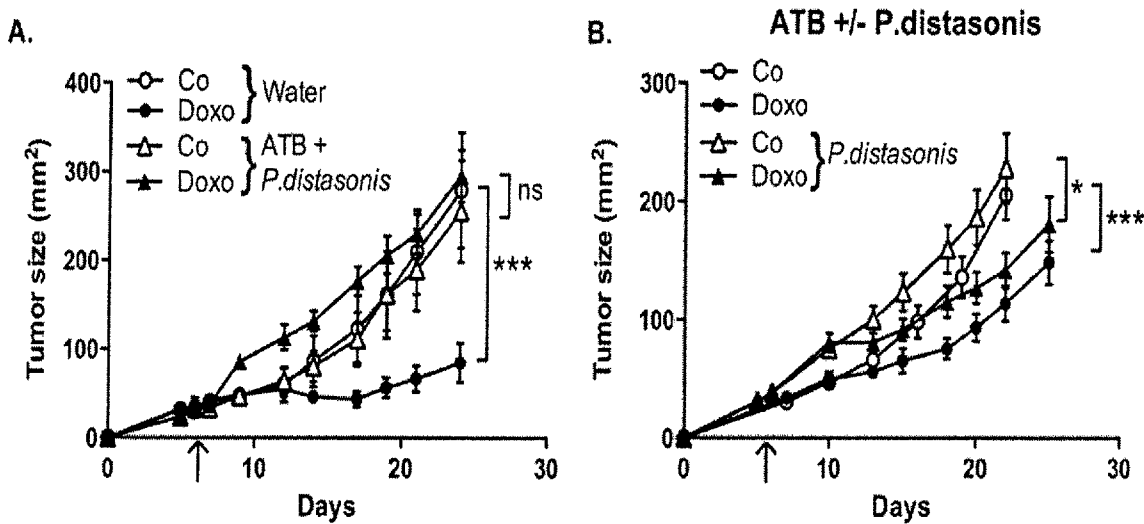 A.
Co
Doxo
Water
Co
Doxo
ATB +
P.distasonis
400
300
200
100
0
Tumor size (mm²)
ns
***
0
10
20
30
Days
B.
ATB +/- P.distasonis
Co
Doxo
Co
Doxo
P.distasonis
300
200
100
0
Tumor size (mm²)
*
***
0
10
20
30
Days